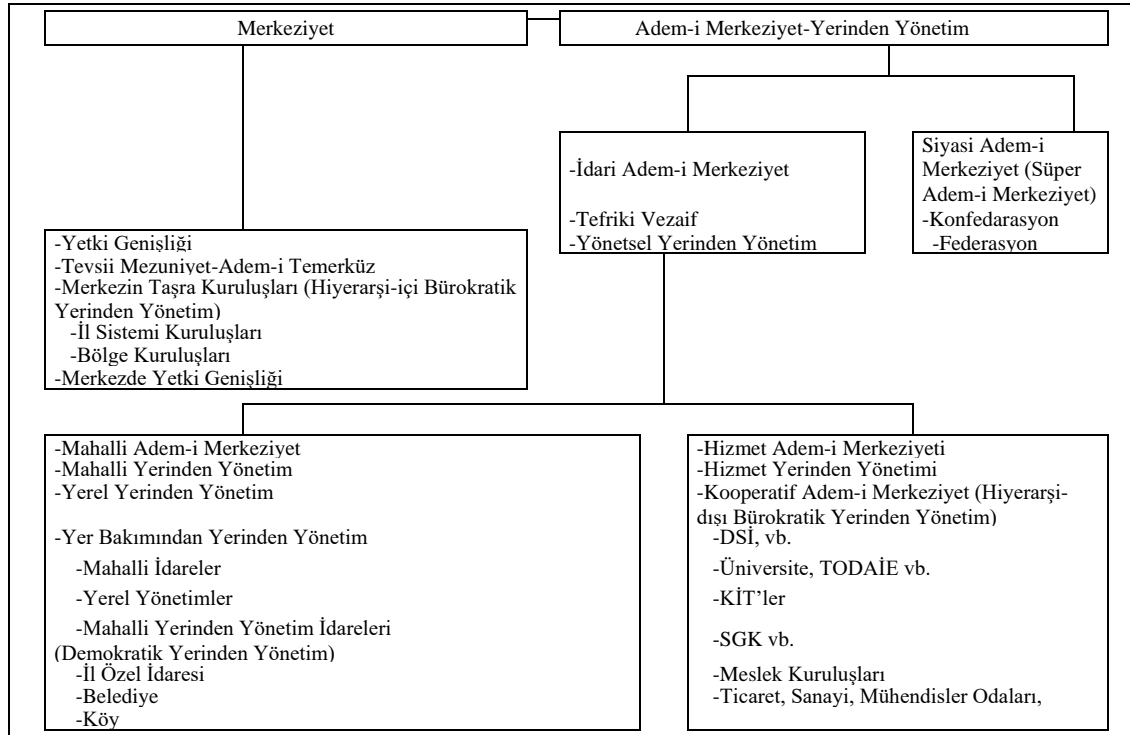 Merkeziyet
Adem-i Merkeziyet-Yerinden Yönetim
-İdari Adem-i Merkeziyet
-Tefriki Vezaif
-Yönetsel Yerinden Yönetim
Siyasi Adem-i
Merkeziyet (Süper
Adem-i Merkeziyet)
-Konfedarasyon
-Federasyon
-Yetki Genişliği
-Tevsii Mezuniyet-Adem-i Temerküz
-Merkezin Taşra Kuruluşları (Hiyerarşi-içi Bürokratik
Yerinden Yönetim)
-İl Sistemi Kuruluşları
-Bölge Kuruluşları
-Merkezde Yetki Genişliği
-Mahalli Adem-i Merkeziyet
-Mahalli Yerinden Yönetim
-Yerel Yerinden Yönetim
-Yer Bakımından Yerinden Yönetim
-Mahalli İdareler
-Yerel Yönetimler
-Mahalli Yerinden Yönetim İdareleri
(Demokratik Yerinden Yönetim)
-İl Özel İdaresi
-Belediye
-Köy
-Hizmet Adem-i Merkeziyeti
-Hizmet Yerinden Yönetimi
-Kooperatif Adem-i Merkeziyet (Hiyerarşi-
dışı Bürokratik Yerinden Yönetim)
-DSİ, vb.
-Üniversite, TODAİE vb.
-KİT’ler
-SGK vb.
-Meslek Kuruluşları
-Ticaret, Sanayi, Mühendisler Odaları,